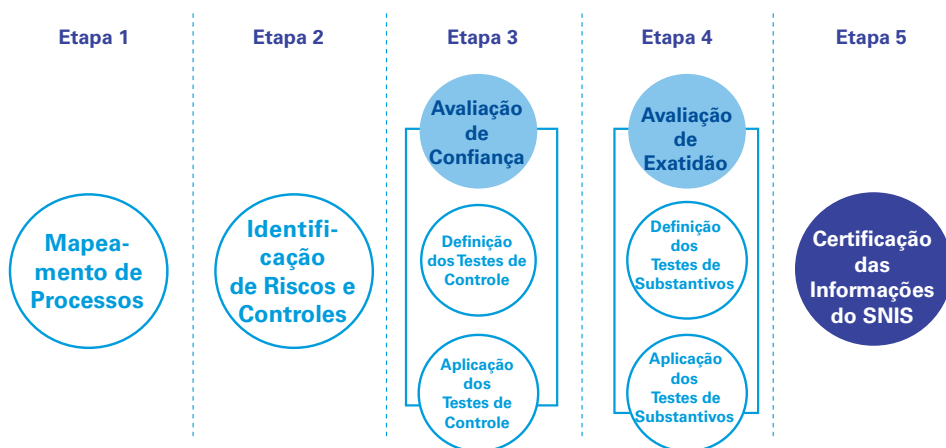 Etapa 1
Mapea-
mento de
Processos
Etapa 2
Identifi-
cação
de Riscos e
Controles
Etapa 3
Avaliação
de
Confiança
Definição
dos Testes de
Controle
Aplicação
dos
Testes de
Controle
Etapa 4
Avaliação
de
Exatidão
Definição
dos
Testes de
Substantivos
Aplicação
dos
Testes de
Substantivos
Etapa 5
Certificação
das
Informações
do SNIS